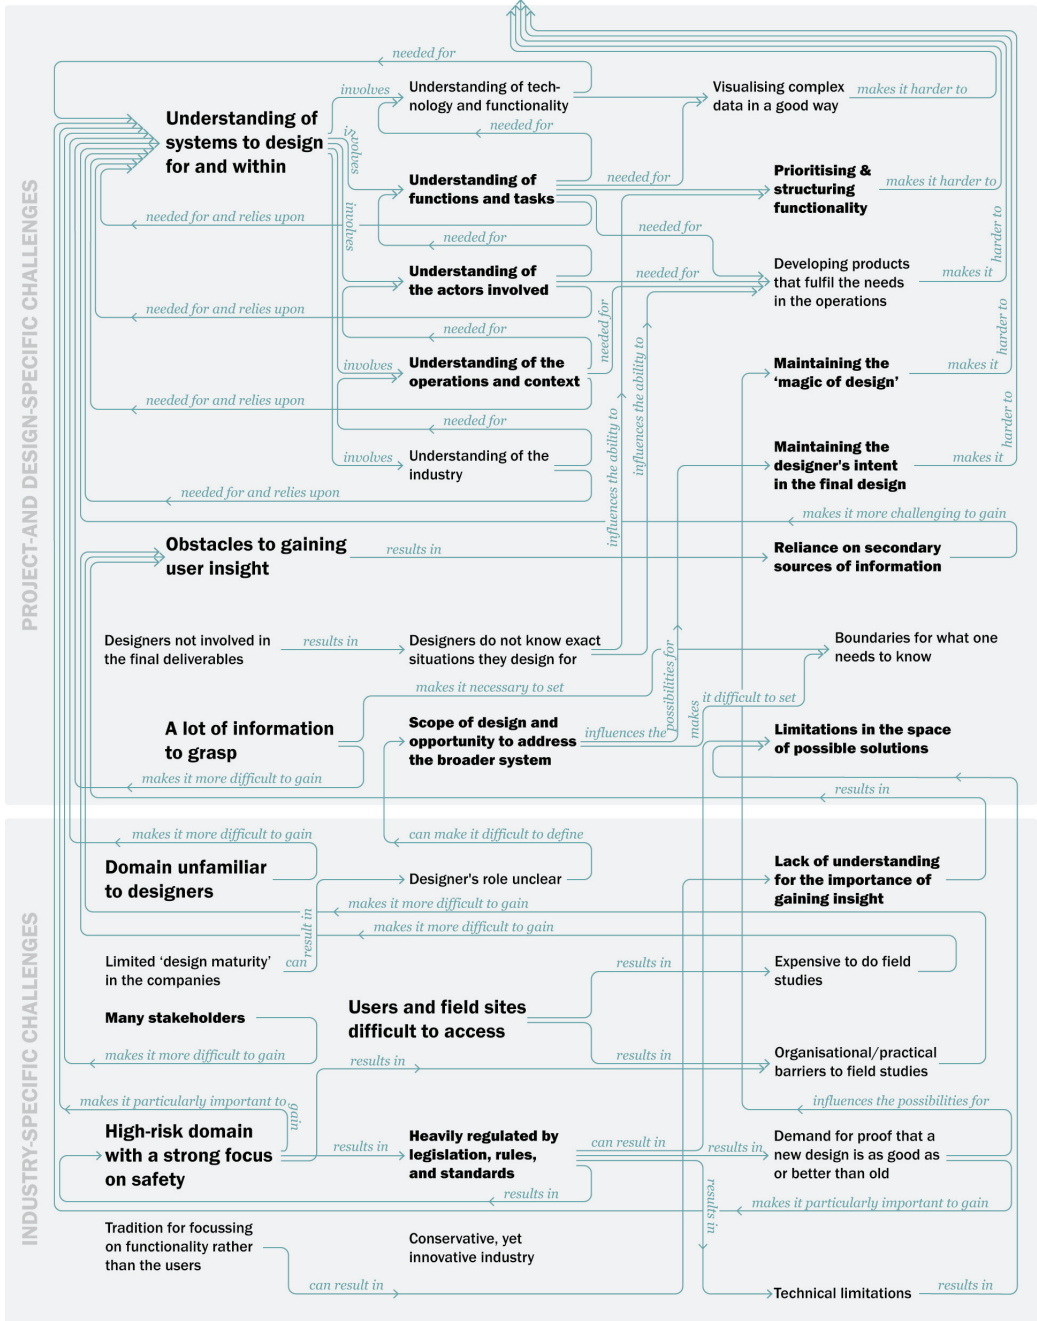 needed for
Understanding of tech-
nology and functionality
involves
Visualising complex
data in a good way
makes it harder to
Understanding of
systems to design
for and within
needed for
involves
Understanding of
functions and tasks
needed for
Prioritising &
structuring
functionality
makes it harder to
involves
needed for and relies upon
needed for
needed for
Understanding of
the actors involved
needed for
Developing products
that fulfil the needs
in the operations
makes it
harder to
needed for and relies upon
needed for
needed for
involves
Understanding of the
operations and context
influences the ability to
influences the ability to
Maintaining the
‘magic of design’
makes it
harder to
needed for and relies upon
needed for
involves
Understanding of the
industry
Maintaining the
designer's intent
in the final design
makes it
harder to
needed for and relies upon
makes it more challenging to gain
Obstacles to gaining
user insight
results in
Reliance on secondary
sources of information
PROJECT-AND DESIGN-SPECIFIC CHALLENGES
Designers not involved in
the final deliverables
results in
Designers do not know exact
situations they design for
Boundaries for what one
needs to know
makes it necessary to set
A lot of information
to grasp
Scope of design and
opportunity to address
the broader system
influences the
possibilities for
makes
it difficult to set
Limitations in the space
of possible solutions
makes it more difficult to gain
results in
makes it more difficult to gain
can make it difficult to define
Domain unfamiliar
to designers
Designer's role unclear
Lack of understanding
for the importance of
gaining insight
makes it more difficult to gain
makes it more difficult to gain
Limited ‘design maturity’
in the companies
can
result in
results in
Expensive to do field
studies
Users and field sites
difficult to access
Many stakeholders
makes it more difficult to gain
results in
results in
Organisational/practical
barriers to field studies
makes it particularly important to
gain
influences the possibilities for
High-risk domain
with a strong focus
on safety
results in
Heavily regulated by
legislation, rules,
and standards
can result in
results in
Demand for proof that a
new design is as good as
or better than old
results in
makes it particularly important to gain
results in
INDUSTRY-SPECIFIC CHALLENGES
Tradition for focussing
on functionality rather
than the users
Conservative, yet
innovative industry
can result in
Technical limitations
results in